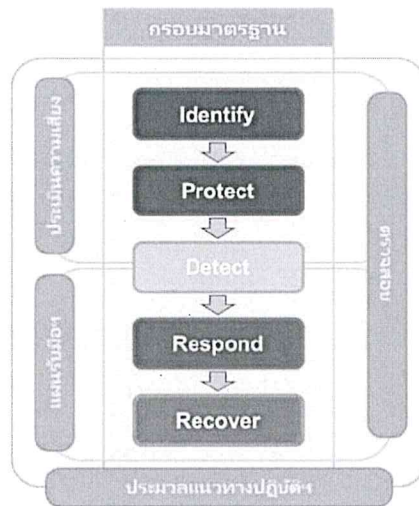 กรอบมาตรฐาน
ประเมินความเสี่ยง
Identify
Protect
ตรวจสอบ
Detect
แผนรับมือฯ
Respond
Recover
ประมวลแนวทางปฏิบัติฯ